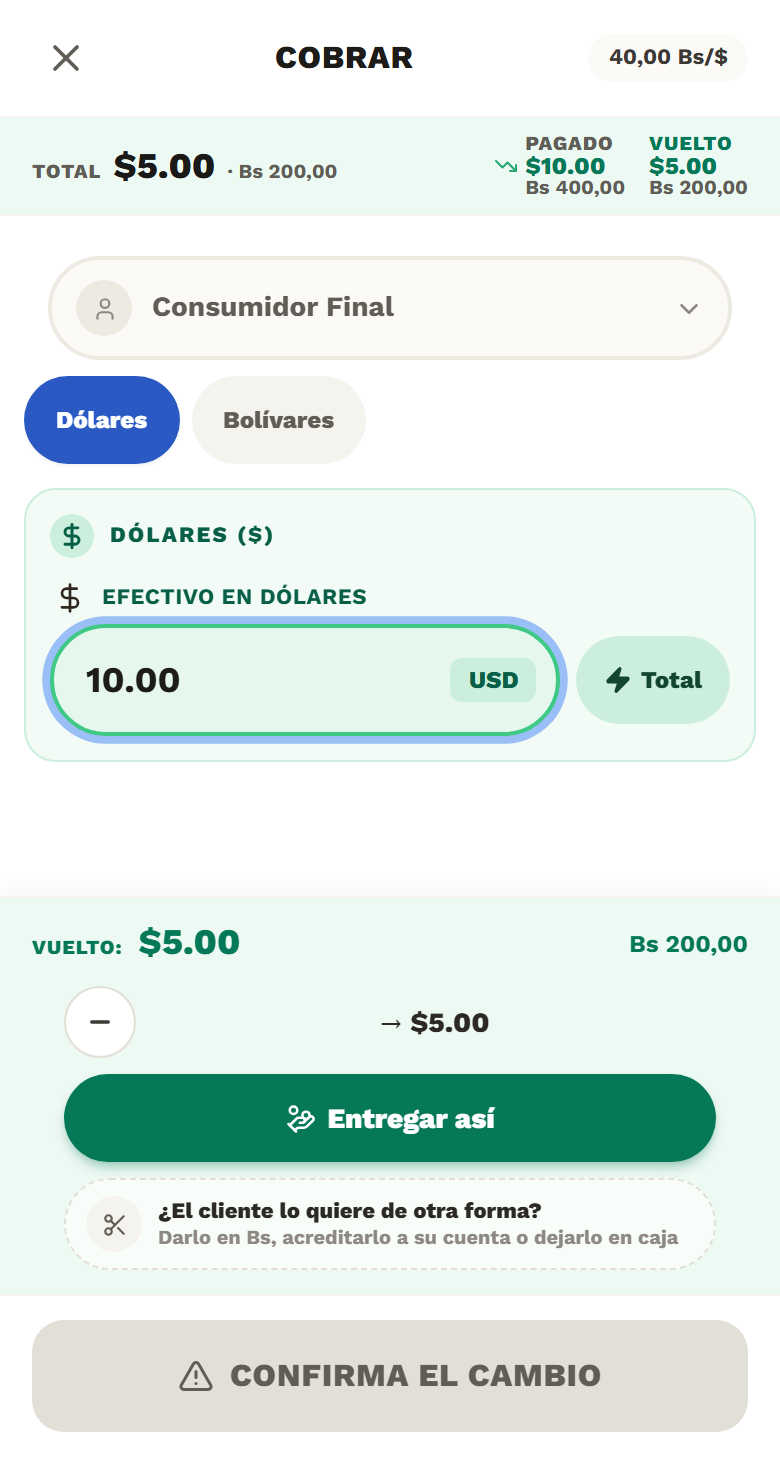 COBRAR
40,00 Bs/$
TOTAL $5.00 · Bs 200,00
PAGADO
$10.00
Bs 400,00
VUELTO
$5.00
Bs 200,00
Consumidor Final
Dólares
Bolívares
DÓLARES ($)
EFECTIVO EN DÓLARES
10.00
USD
Total
VUELTO: $5.00
Bs 200,00
→ $5.00
Entregar así
¿El cliente lo quiere de otra forma?
Darlo en Bs, acreditarlo a su cuenta o dejarlo en caja
CONFIRMA EL CAMBIO